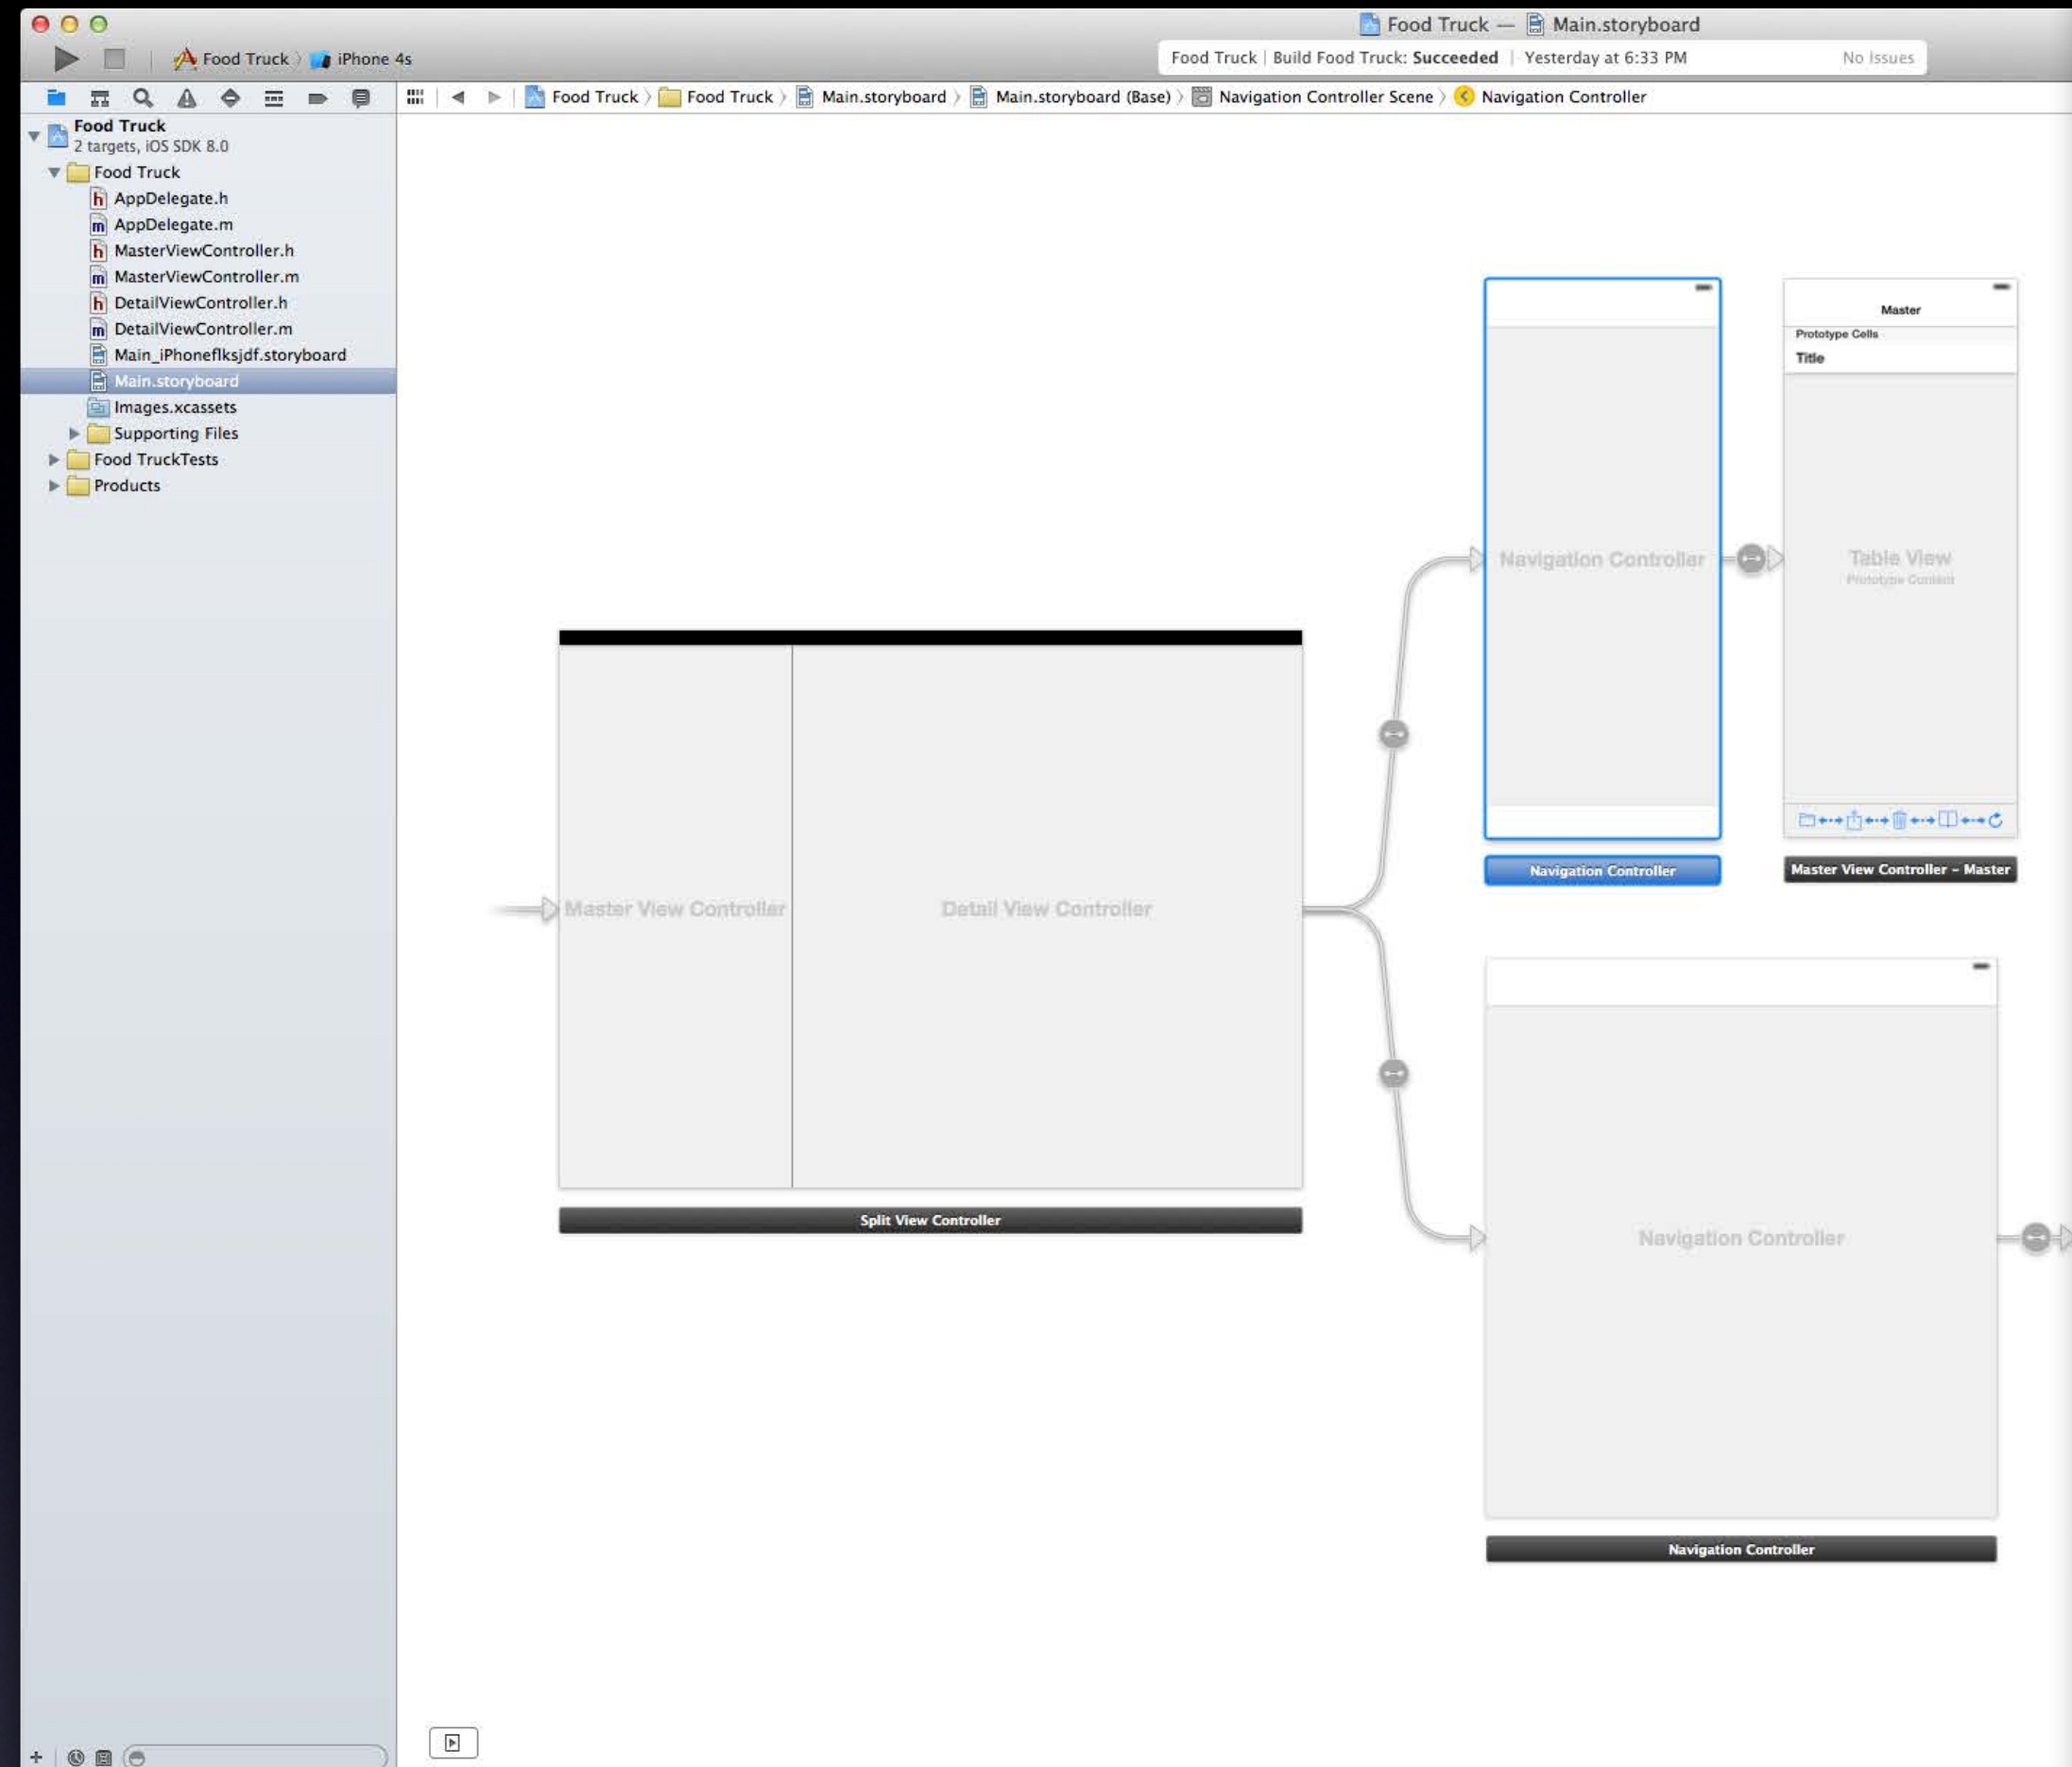 Food Truck — Main.storyboard
Food Truck iPhone 4s
Food Truck | Build Food Truck: Succeeded | Yesterday at 6:33 PM No Issues
Food Truck Food Truck Main.storyboard Main.storyboard (Base) Navigation Controller Scene Navigation Controller
Food Truck
2 targets, iOS SDK 8.0
Food Truck
h AppDelegate.h
m AppDelegate.m
h MasterViewController.h
m MasterViewController.m
h DetailViewController.h
m DetailViewController.m
Main_iPhoneflksjdf.storyboard
Main.storyboard
Images.xcassets
Supporting Files
Food TruckTests
Products
Master View Controller
Detail View Controller
Split View Controller
Navigation Controller
Navigation Controller
Master
Prototype Cells
Title
Table View
Prototype Content
Master View Controller - Master
Navigation Controller
Navigation Controller